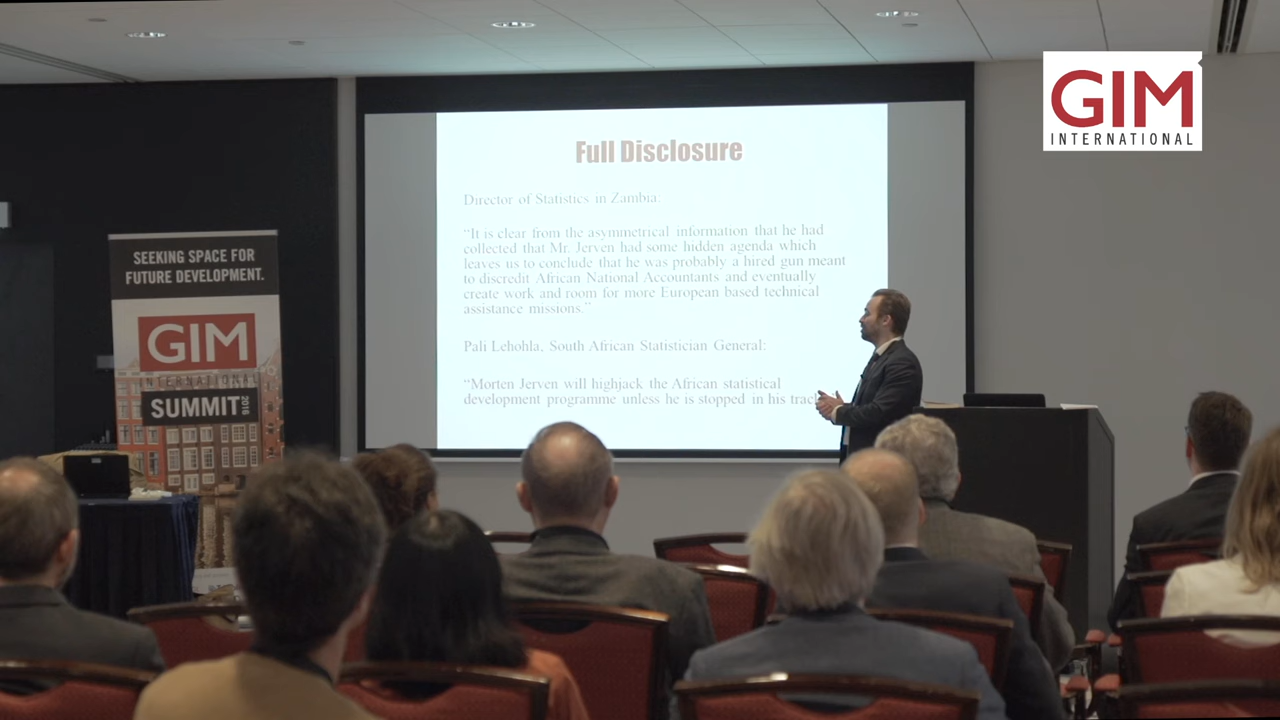 GIM
INTERNATIONAL
Full Disclosure
Director of Statistics in Zambia:
“It is clear from the asymmetrical information that he had
collected that Mr. Jerven had some hidden agenda which
leaves us to conclude that he was probably a hired gun meant
to discredit African National Accountants and eventually
create work and room for more European based technical
assistance missions.”
Pali Lehohla, South African Statistician General:
“Morten Jerven will highjack the African statistical
development programme unless he is stopped in his
SEEKING SPACE FOR
FUTURE DEVELOPMENT.
GIM
INTERNATIONAL
SUMMIT 2016